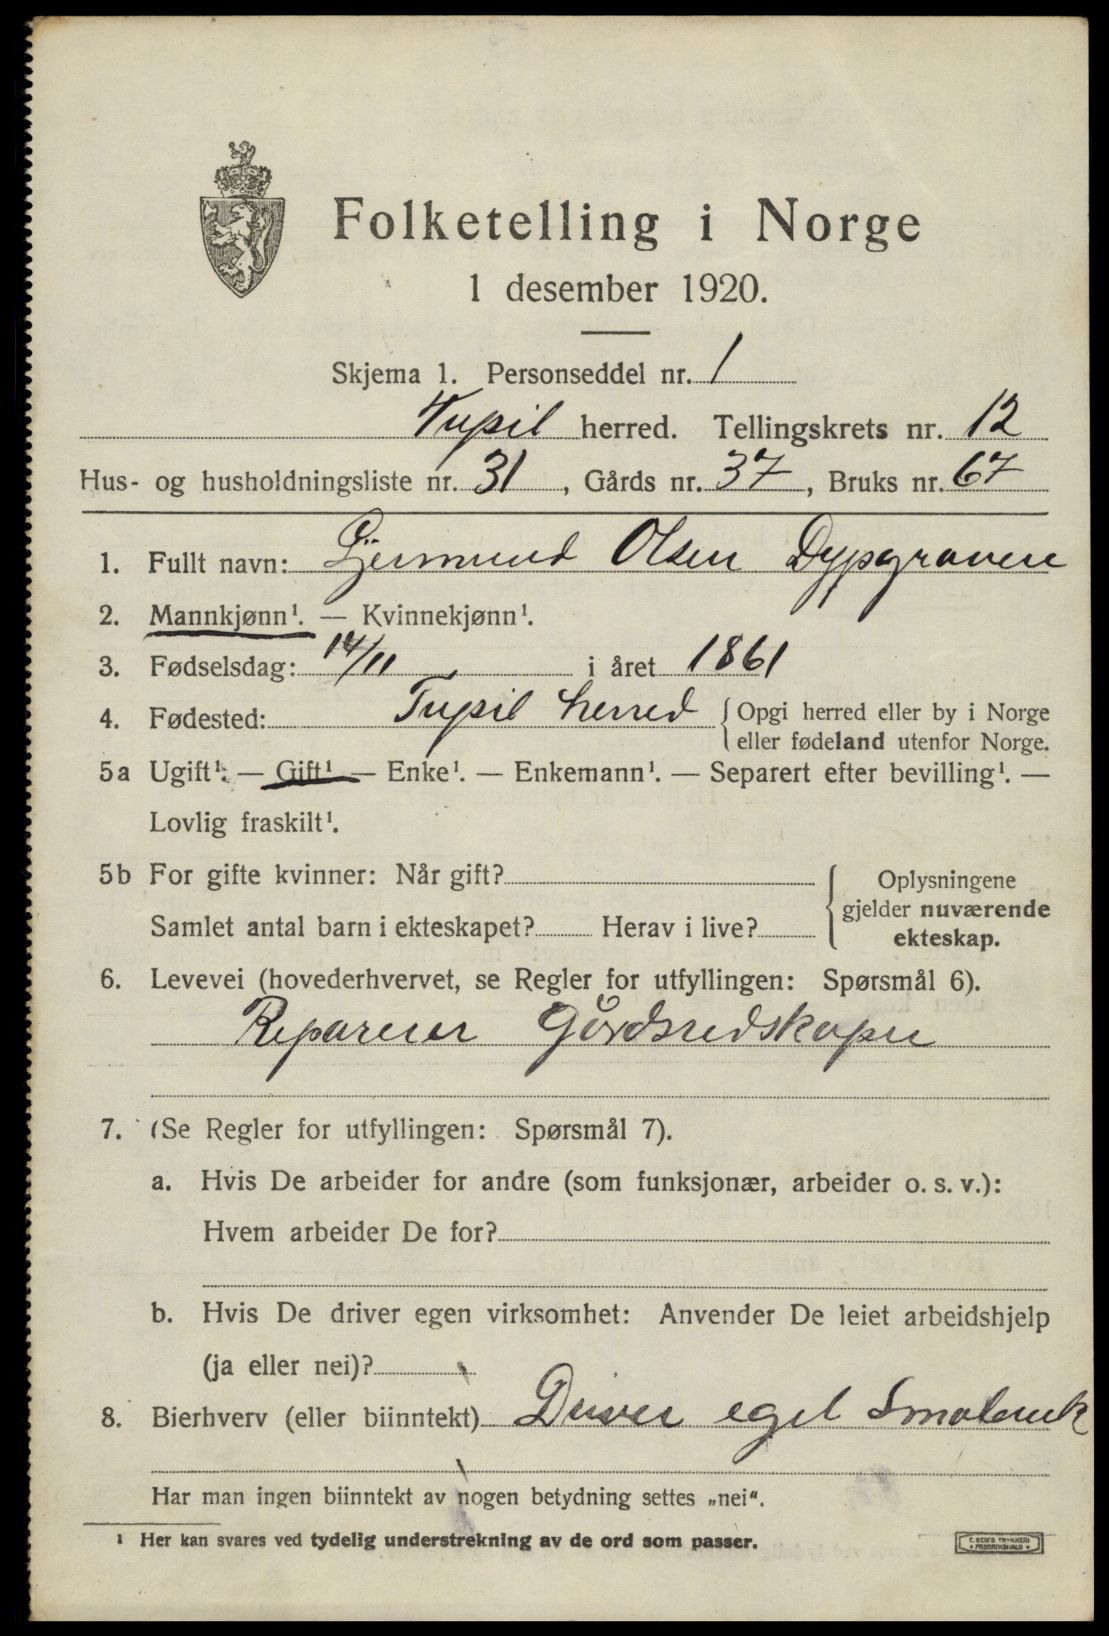 Folketelling i Norge
1 desember 1920.
Skjema 1. Personseddel nr. 1
Trysil herred. Tellingskrets nr. 12
Hus- og husholdningsliste nr. 31, Gårds nr. 37, Bruks nr. 67
1. Fullt navn: Gjermund Olsen Dypgraven
2. Mannkjønn¹. — Kvinnekjønn¹.
3. Fødselsdag: 14/11 i året 1861
4. Fødested: Trysil herred {Opgi herred eller by i Norge
eller fødeland utenfor Norge.
5a Ugift¹. — Gift¹ — Enke¹. — Enkemann¹. — Separert efter bevilling¹. —
Lovlig fraskilt¹.
5b For gifte kvinner: Når gift?
Samlet antal barn i ekteskapet? Herav i live?
{Oplysningene
gjelder nuværende
ekteskap.
6. Levevei (hovederhvervet, se Regler for utfyllingen: Spørsmål 6).
Reparerer Gårdsredskaper
7. (Se Regler for utfyllingen: Spørsmål 7).
a. Hvis De arbeider for andre (som funksjonær, arbeider o. s. v.):
Hvem arbeider De for?
b. Hvis De driver egen virksomhet: Anvender De leiet arbeidshjelp
(ja eller nei)?
8. Bierhverv (eller biinntekt) Driver eget Småbruk
Har man ingen biinntekt av nogen betydning settes „nei“.
¹ Her kan svares ved tydelig understrekning av de ord som passer.